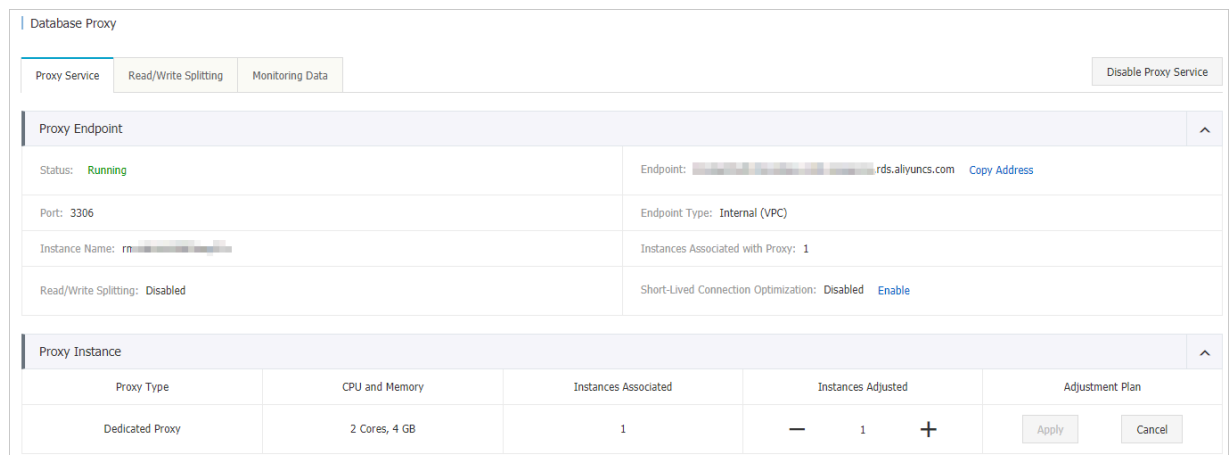 Database Proxy
Proxy Service Read/Write Splitting Monitoring Data Disable Proxy Service
Proxy Endpoint
Status: Running Endpoint: .rds.aliyuncs.com Copy Address
Port: 3306 Endpoint Type: Internal (VPC)
Instance Name: rm Instances Associated with Proxy: 1
Read/Write Splitting: Disabled Short-Lived Connection Optimization: Disabled Enable
Proxy Instance
Proxy Type CPU and Memory Instances Associated Instances Adjusted Adjustment Plan
Dedicated Proxy 2 Cores, 4 GB 1 − 1 + Apply Cancel